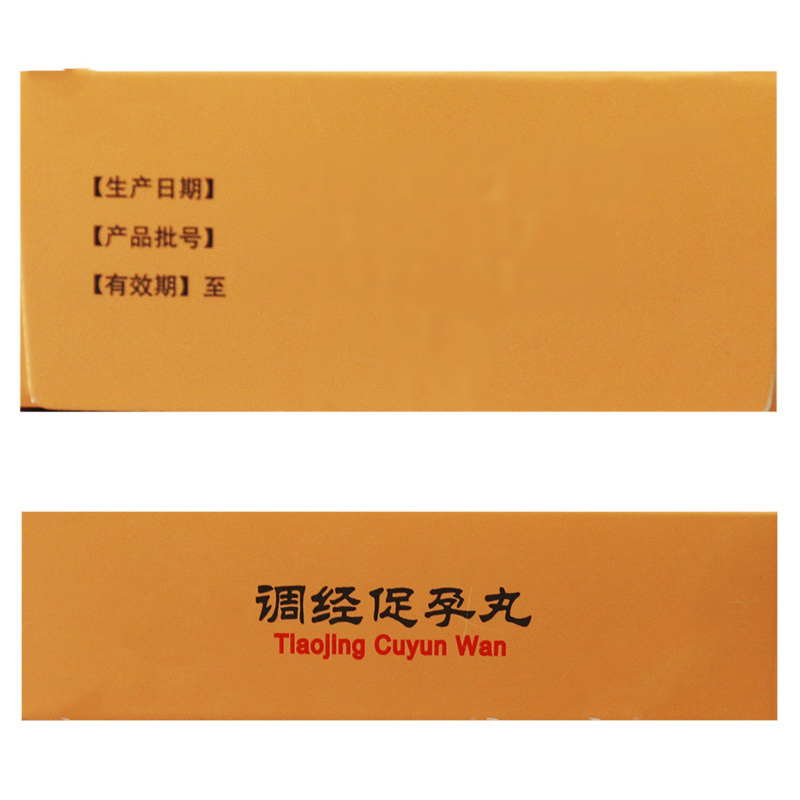 【生产日期】
【产品批号】
【有效期】至
调经促孕丸
Tiaojing Cuyun Wan